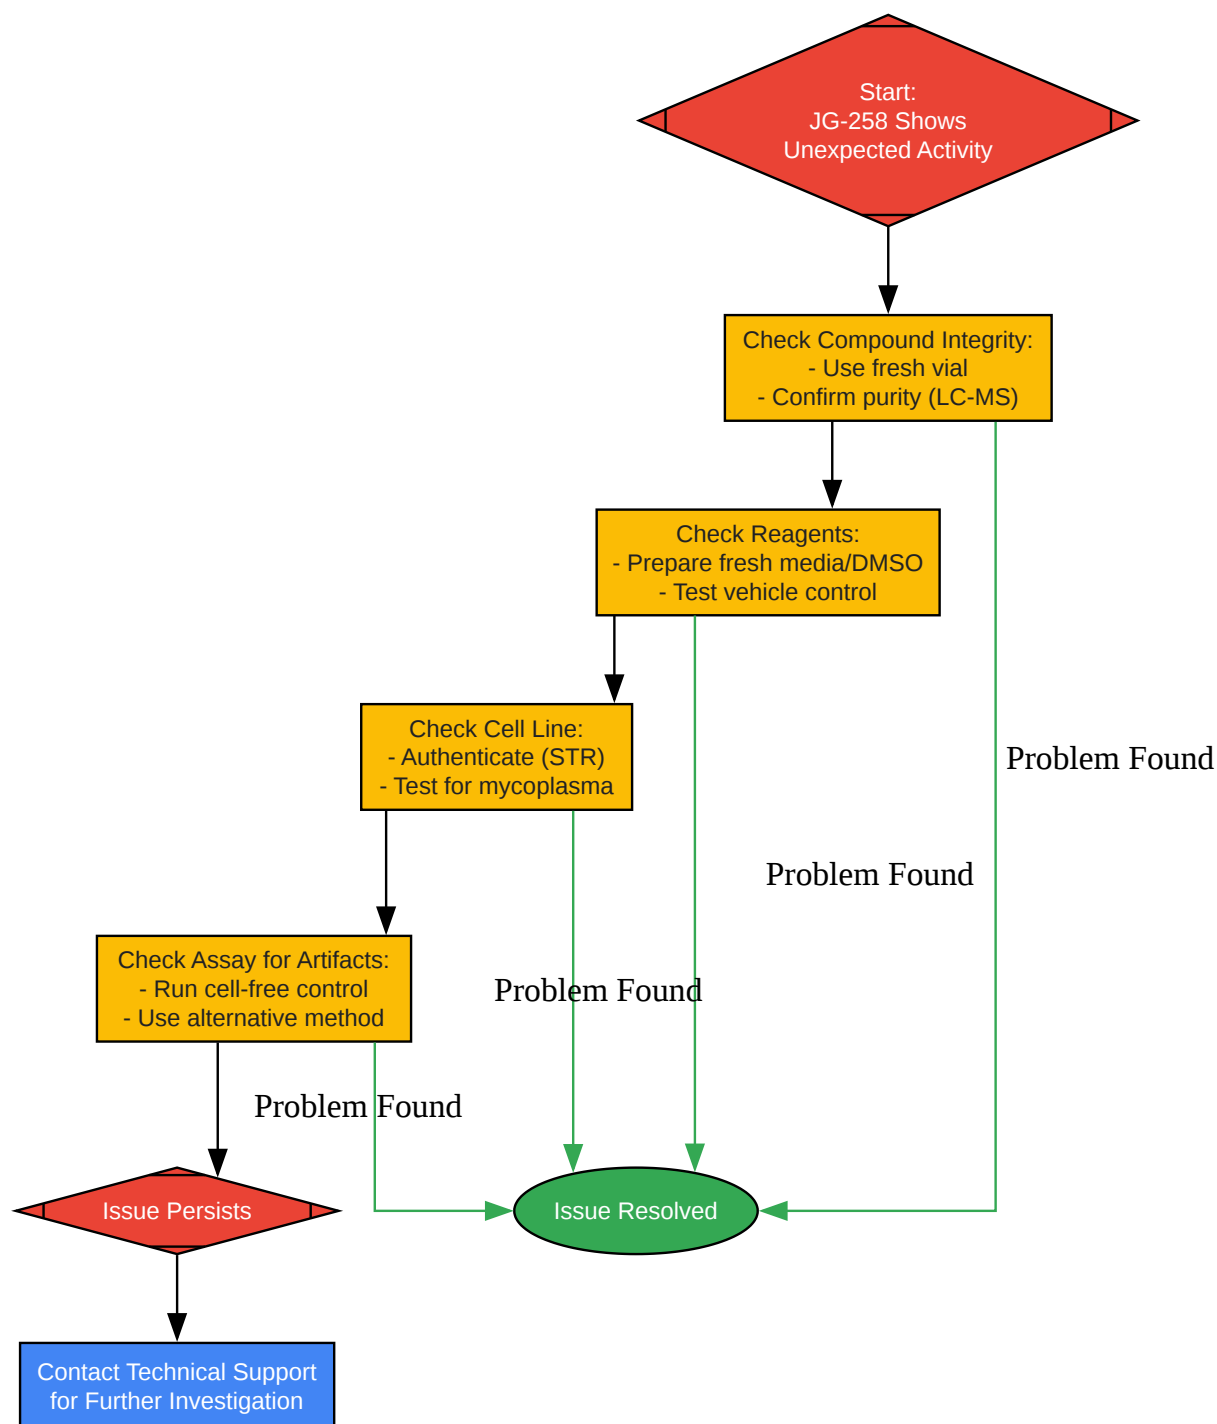 Start:
JG-258 Shows
Unexpected Activity
Check Compound Integrity:
- Use fresh vial
- Confirm purity (LC-MS)
Check Reagents:
- Prepare fresh media/DMSO
- Test vehicle control
Check Cell Line:
- Authenticate (STR)
- Test for mycoplasma
Problem Found
Problem Found
Check Assay for Artifacts:
- Run cell-free control
- Use alternative method
Problem Found
Problem Found
Issue Persists
Issue Resolved
Contact Technical Support
for Further Investigation